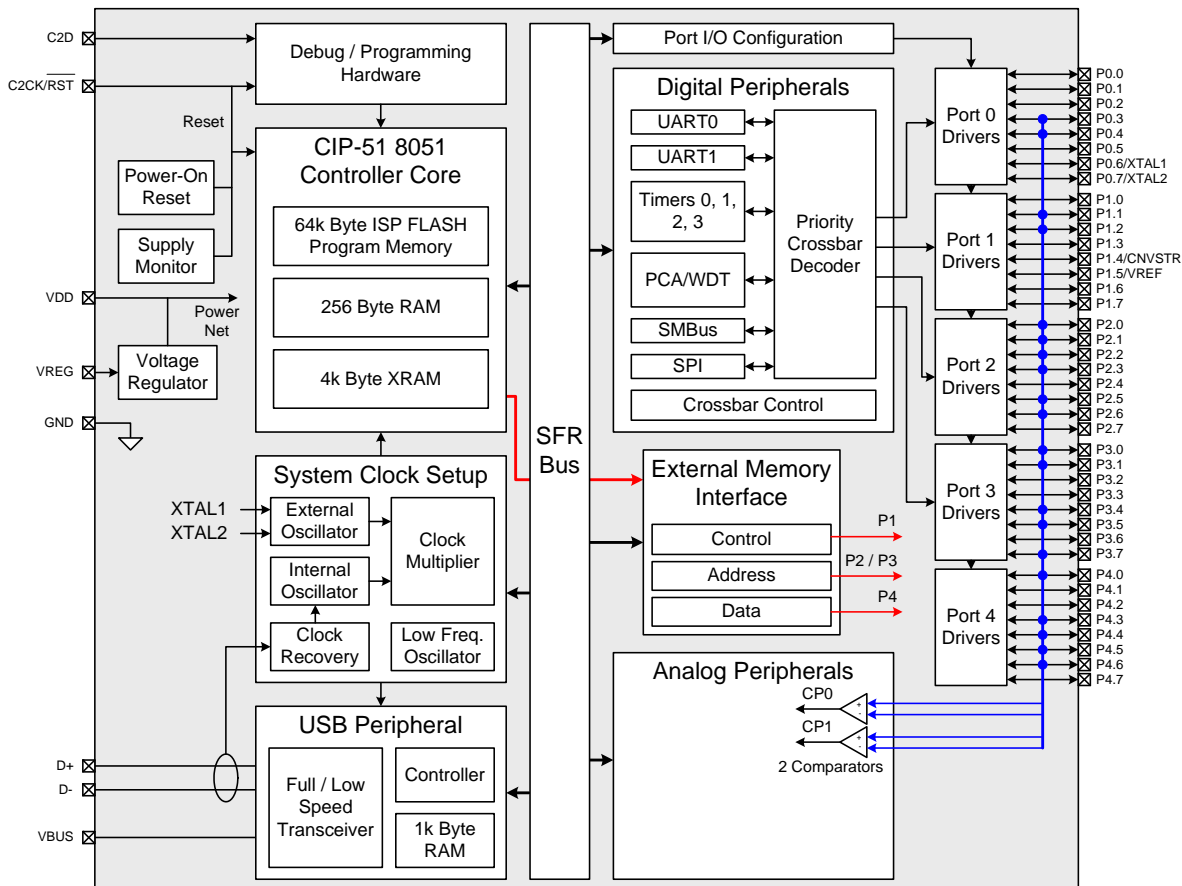 C2D
C2CK/RST
Debug / Programming
Hardware
Reset
Power-On
Reset
Supply
Monitor
VDD
Power
Net
VREG
Voltage
Regulator
GND
CIP-51 8051
Controller Core
64k Byte ISP FLASH
Program Memory
256 Byte RAM
4k Byte XRAM
System Clock Setup
XTAL1
XTAL2
External
Oscillator
Internal
Oscillator
Clock
Recovery
Clock
Multiplier
Low Freq.
Oscillator
USB Peripheral
D+
D-
VBUS
Full / Low
Speed
Transceiver
Controller
1k Byte
RAM
SFR
Bus
Port I/O Configuration
Digital Peripherals
UART0
UART1
Timers 0, 1,
2, 3
PCA/WDT
SMBus
SPI
Priority
Crossbar
Decoder
Crossbar Control
External Memory
Interface
Control
Address
Data
P1
P2 / P3
P4
Analog Peripherals
CP0
+
-
CP1
+
-
2 Comparators
Port 0
Drivers
Port 1
Drivers
Port 2
Drivers
Port 3
Drivers
Port 4
Drivers
P0.0
P0.1
P0.2
P0.3
P0.4
P0.5
P0.6/XTAL1
P0.7/XTAL2
P1.0
P1.1
P1.2
P1.3
P1.4/CNVSTR
P1.5/VREF
P1.6
P1.7
P2.0
P2.1
P2.2
P2.3
P2.4
P2.5
P2.6
P2.7
P3.0
P3.1
P3.2
P3.3
P3.4
P3.5
P3.6
P3.7
P4.0
P4.1
P4.2
P4.3
P4.4
P4.5
P4.6
P4.7